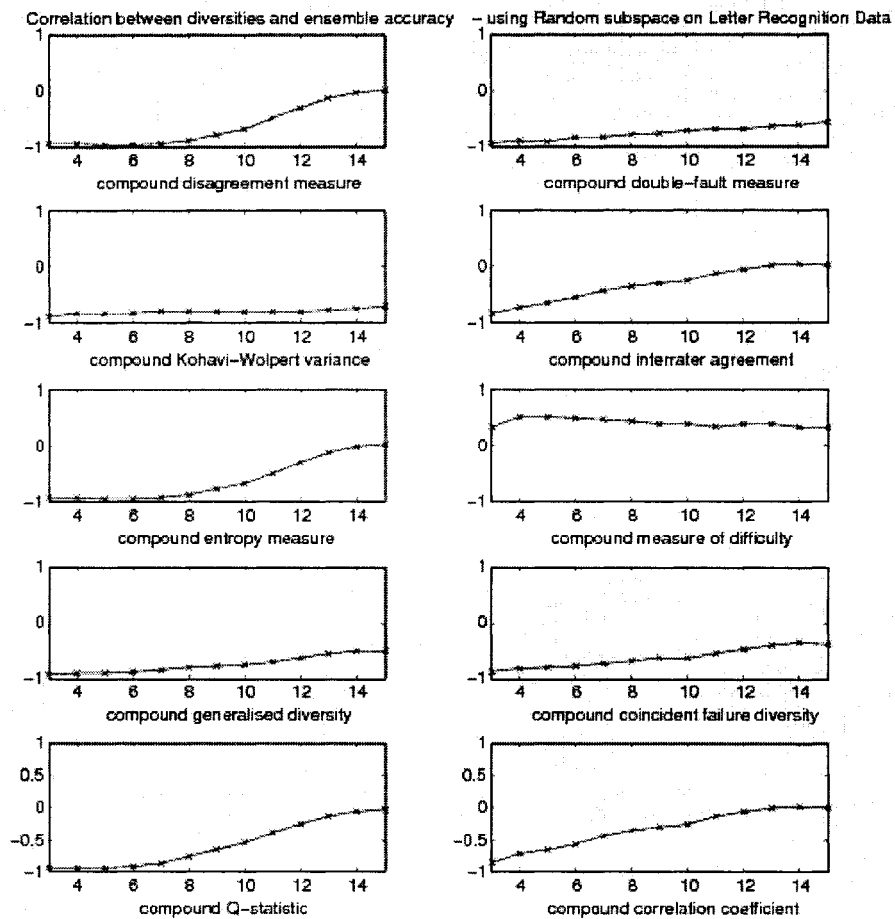 Correlation between diversities and ensemble accuracy - using Random subspace on Letter Recognition Data
1
0
-1
4 6 8 10 12 14
compound disagreement measure
1
0
-1
4 6 8 10 12 14
compound double-fault measure
1
0
-1
4 6 8 10 12 14
compound Kohavi-Wolpert variance
1
0
-1
4 6 8 10 12 14
compound interrater agreement
1
0
-1
4 6 8 10 12 14
compound entropy measure
1
0
-1
4 6 8 10 12 14
compound measure of difficulty
1
0
-1
4 6 8 10 12 14
compound generalised diversity
1
0
-1
4 6 8 10 12 14
compound coincident failure diversity
1
0.5
0
-0.5
-1
4 6 8 10 12 14
compound Q-statistic
1
0.5
0
-0.5
-1
4 6 8 10 12 14
compound correlation coefficient